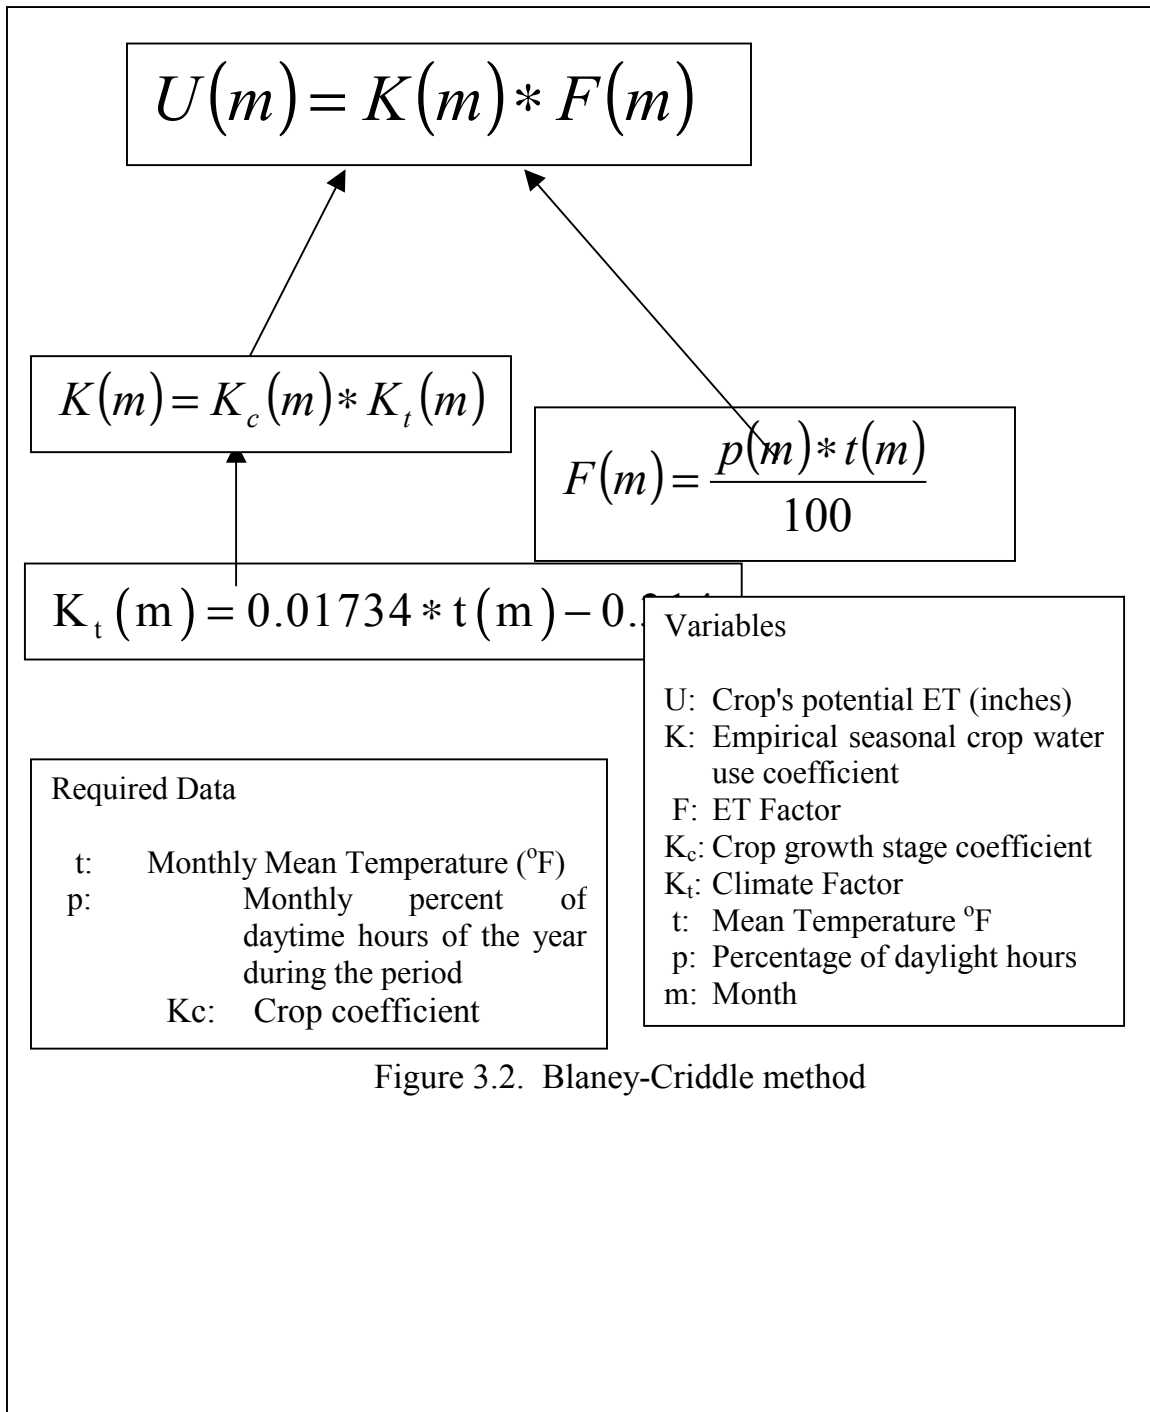 U(m) = K(m) * F(m)
K(m) = K_c(m) * K_t(m)
F(m) = p(m) * t(m) / 100
K_t(m) = 0.01734 * t(m) − 0.
Variables
U: Crop's potential ET (inches)
K: Empirical seasonal crop water
use coefficient
F: ET Factor
K_c: Crop growth stage coefficient
K_t: Climate Factor
t: Mean Temperature °F
p: Percentage of daylight hours
m: Month
Required Data
t: Monthly Mean Temperature (°F)
p: Monthly percent of
daytime hours of the year
during the period
Kc: Crop coefficient
Figure 3.2. Blaney-Criddle method